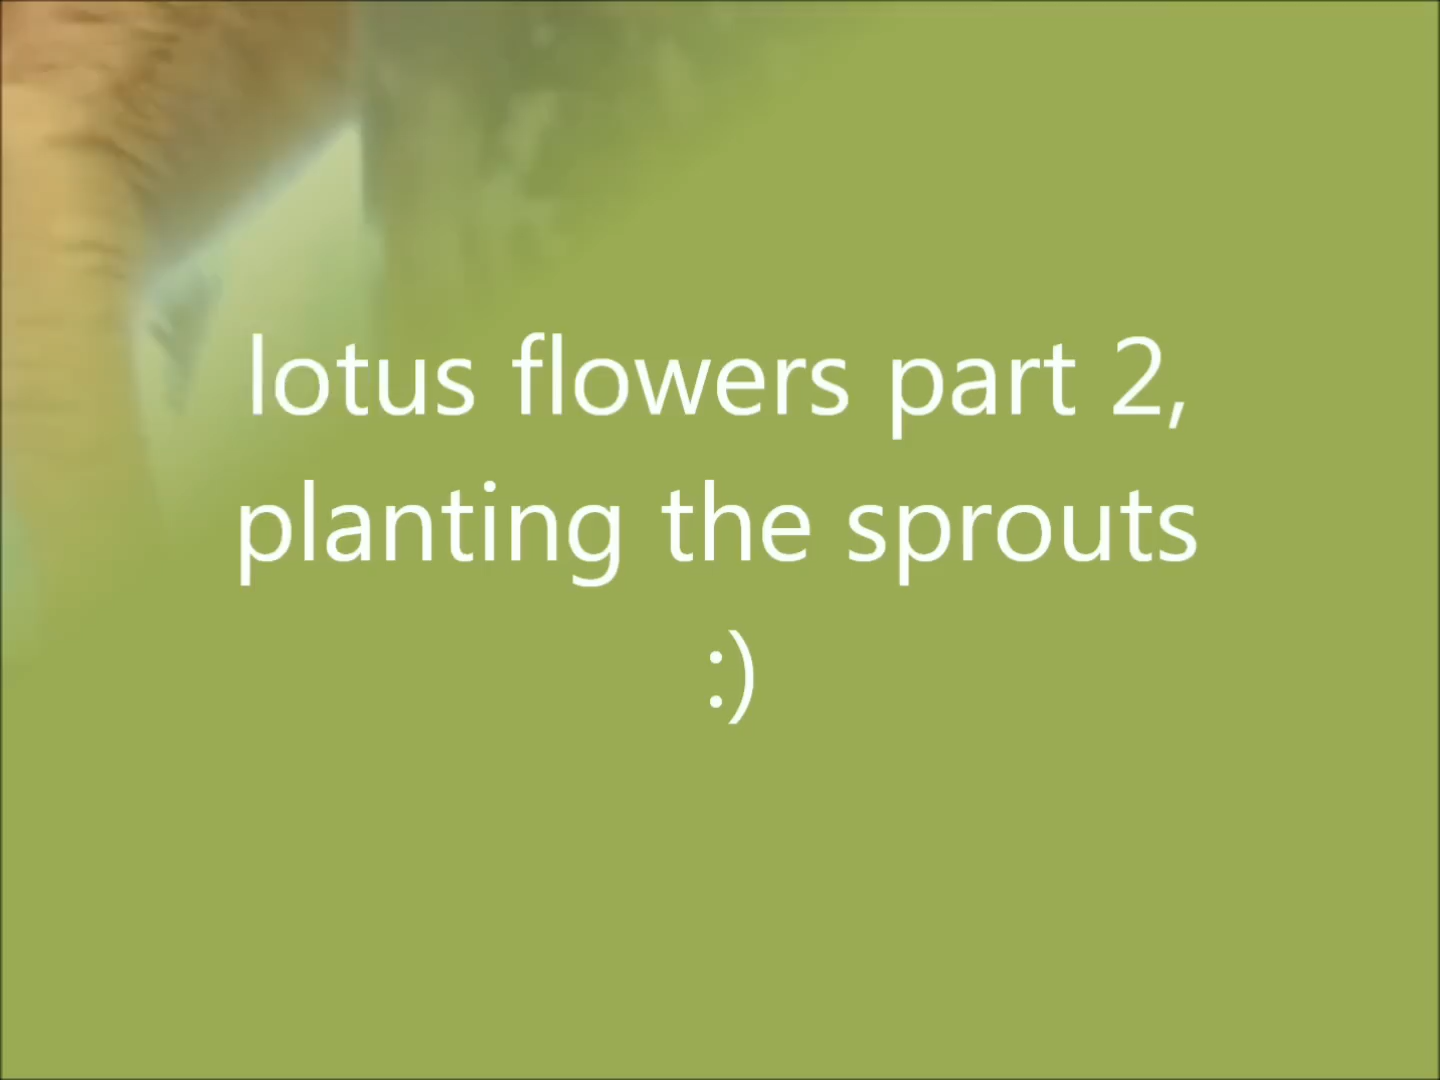 lotus flowers part 2,
planting the sprouts
:)